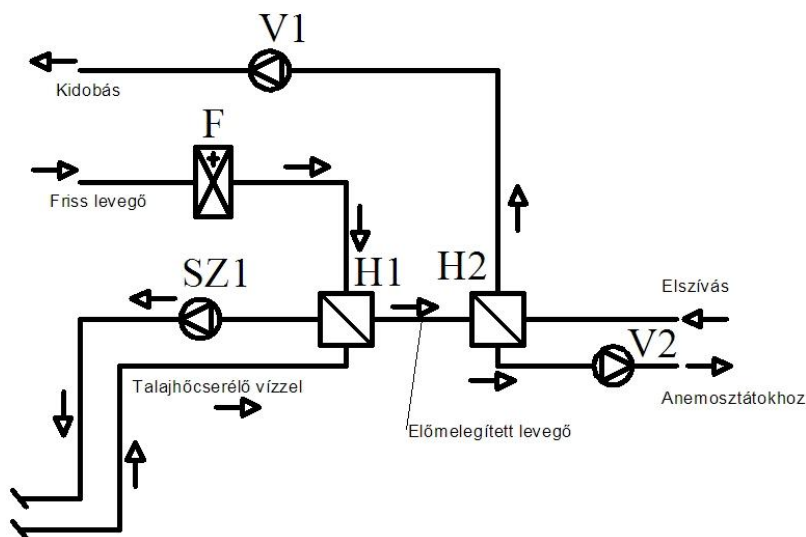 V1
Kidobás
F
Friss levegő
SZ1
H1
H2
Elszívás
V2
Talajhőcserélő vízzel
Anemosztátokhoz
Előmelegített levegő